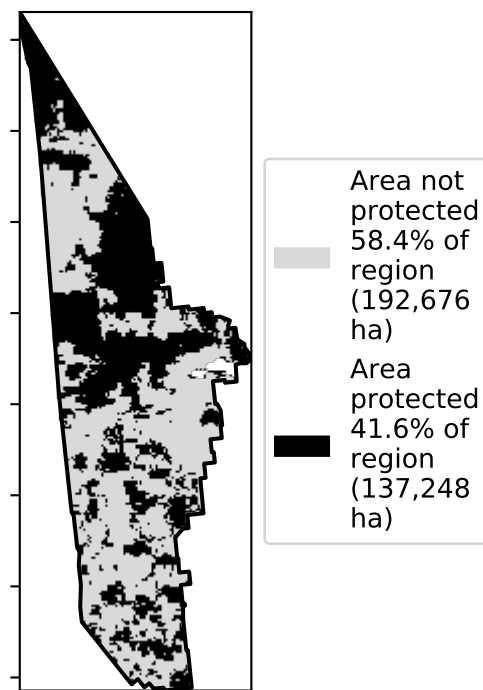 Area not
protected
58.4% of
region
(192,676
ha)
Area
protected
41.6% of
region
(137,248
ha)